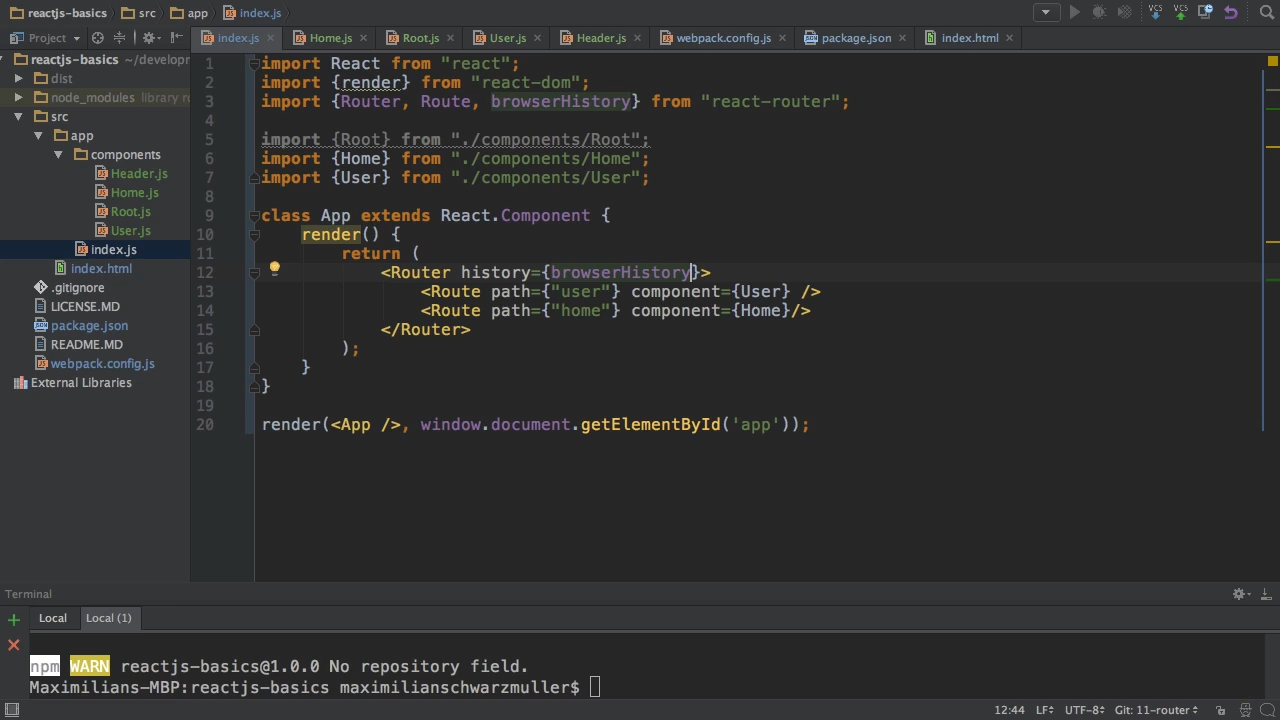 reactjs-basics src app index.js
Project index.js Home.js Root.js User.js Header.js webpack.config.js package.json index.html
reactjs-basics ~/developm
dist
node_modules library ro
src
app
components
Header.js
Home.js
Root.js
User.js
index.js
index.html
.gitignore
LICENSE.MD
package.json
README.MD
webpack.config.js
External Libraries
1 import React from "react";
2 import {render} from "react-dom";
3 import {Router, Route, browserHistory} from "react-router";
4
5 import {Root} from "./components/Root";
6 import {Home} from "./components/Home";
7 import {User} from "./components/User";
8
9 class App extends React.Component {
10 render() {
11 return (
12 <Router history={browserHistory}>
13 <Route path={"user"} component={User} />
14 <Route path={"home"} component={Home}/>
15 </Router>
16 );
17 }
18 }
19
20 render(<App />, window.document.getElementById('app'));
VCS VCS
Terminal
Local Local (1)
npm WARN reactjs-basics@1.0.0 No repository field.
Maximilians-MBP:reactjs-basics maximilianschwarzmuller$
12:44 LF UTF-8 Git: 11-router